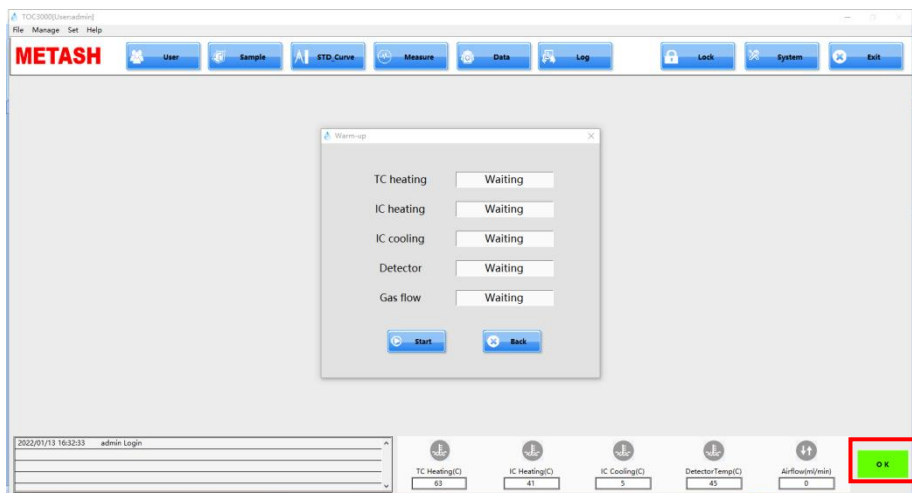 TOC3000[User:admin]
File Manage Set Help
METASH User Sample STD_Curve Measure Data Log Lock System Exit
Warm-up
TC heating Waiting
IC heating Waiting
IC cooling Waiting
Detector Waiting
Gas flow Waiting
Start Back
2022/01/13 16:32:33 admin Login
TC Heating(C) IC Heating(C) IC Cooling(C) DetectorTemp(C) Airflow(ml/min)
63 41 5 45 0
O K